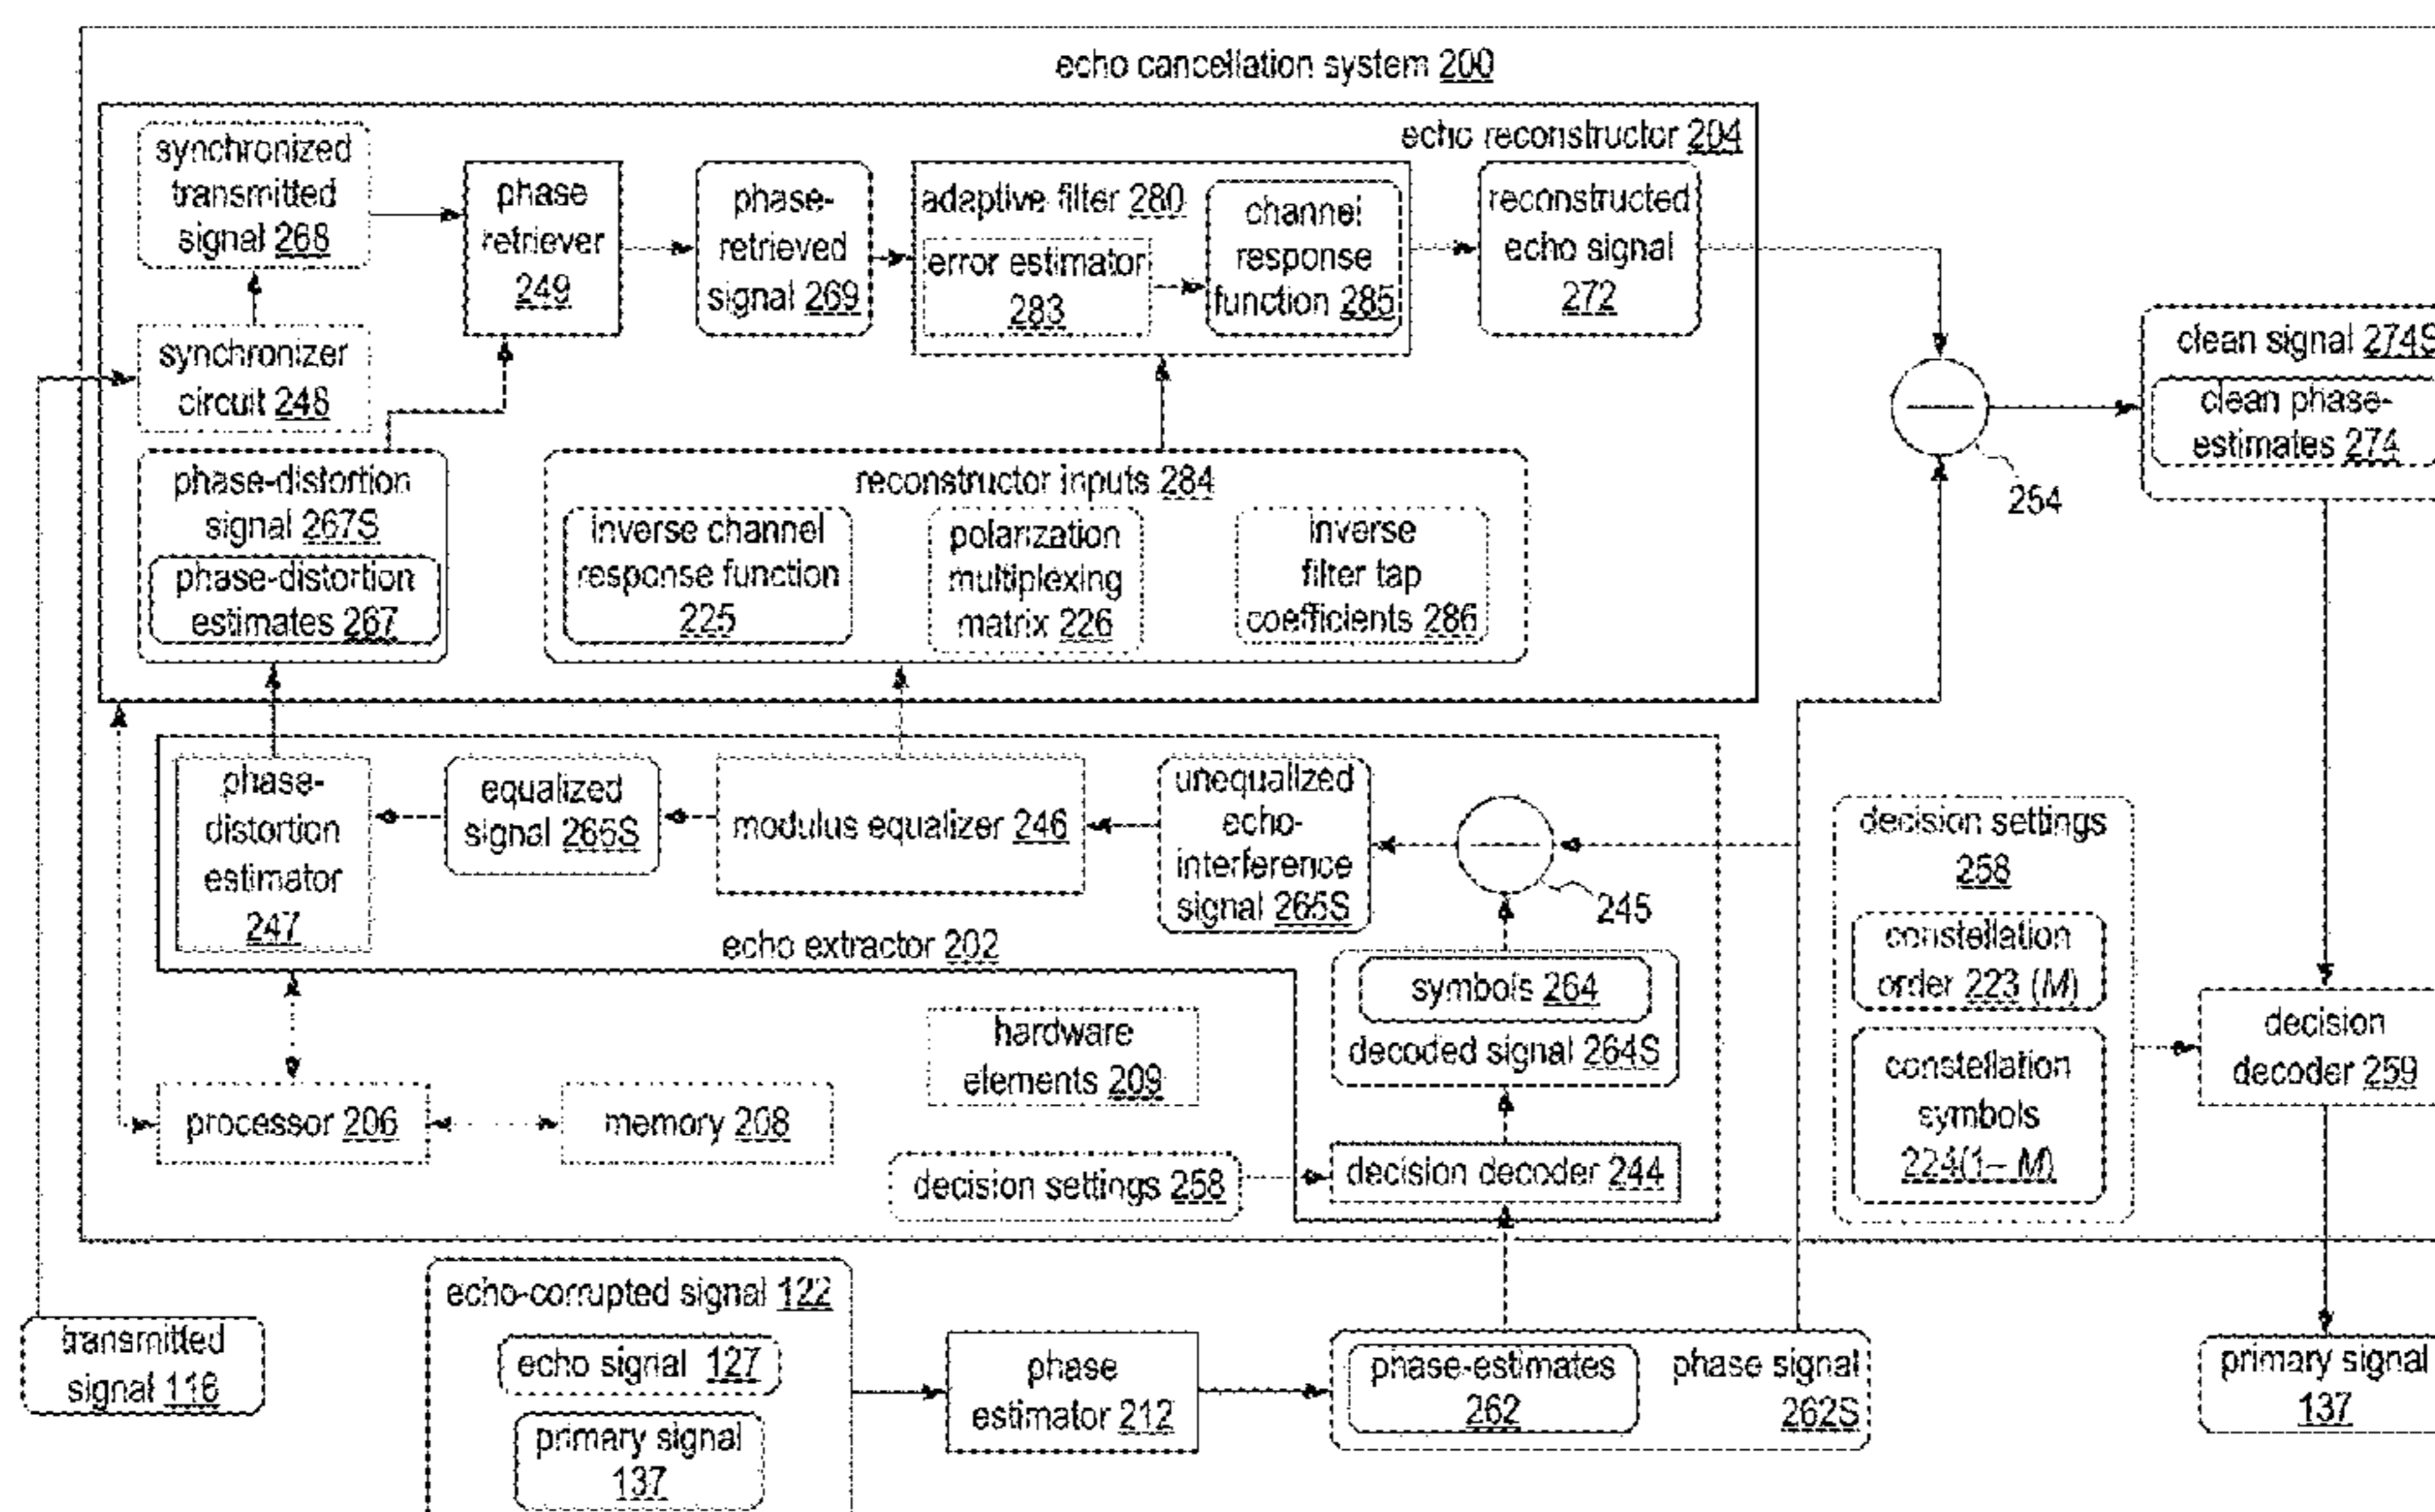 echo cancellation system 200
echo reconstructor 204
synchronized
transmitted
signal 268
phase
retriever
249
phase-
retrieved
signal 269
adaptive filter 280
error estimator
283
channel
response
function 285
reconstructed
echo signal
272
synchronizer
circuit 248
clean signal 274S
clean phase-
estimates 274
254
phase-distortion
signal 267S
phase-distortion
estimates 267
reconstructor inputs 284
inverse channel
response function
225
polarization
multiplexing
matrix 226
inverse
filter tap
coefficients 286
phase-
distortion
estimator
247
equalized
signal 266S
modulus equalizer 246
unequalized
echo-
interference
signal 265S
245
echo extractor 202
symbols 264
decoded signal 264S
decision settings
258
constellation
order 223 (M)
constellation
symbols
224(1– M)
decision
decoder 259
hardware
elements 209
processor 206
memory 208
decision settings 258
decision decoder 244
transmitted
signal 116
echo-corrupted signal 122
echo signal 127
primary signal
137
phase
estimator 212
phase-estimates
262
phase signal
262S
primary signal
137